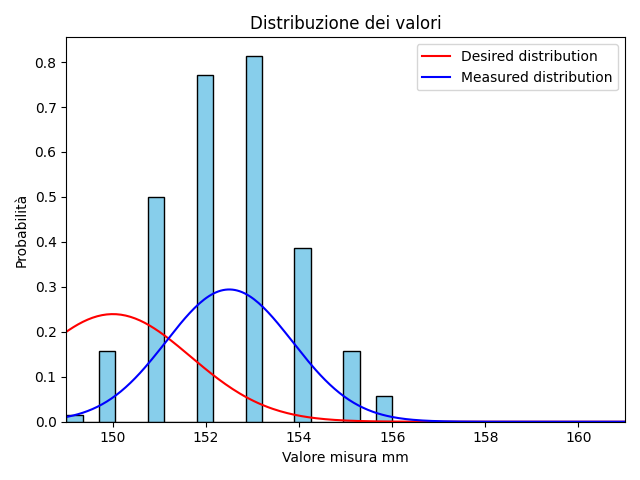 Distribuzione dei valori
Desired distribution
Measured distribution
Probabilità
0.8
0.7
0.6
0.5
0.4
0.3
0.2
0.1
0.0
150 152 154 156 158 160
Valore misura mm